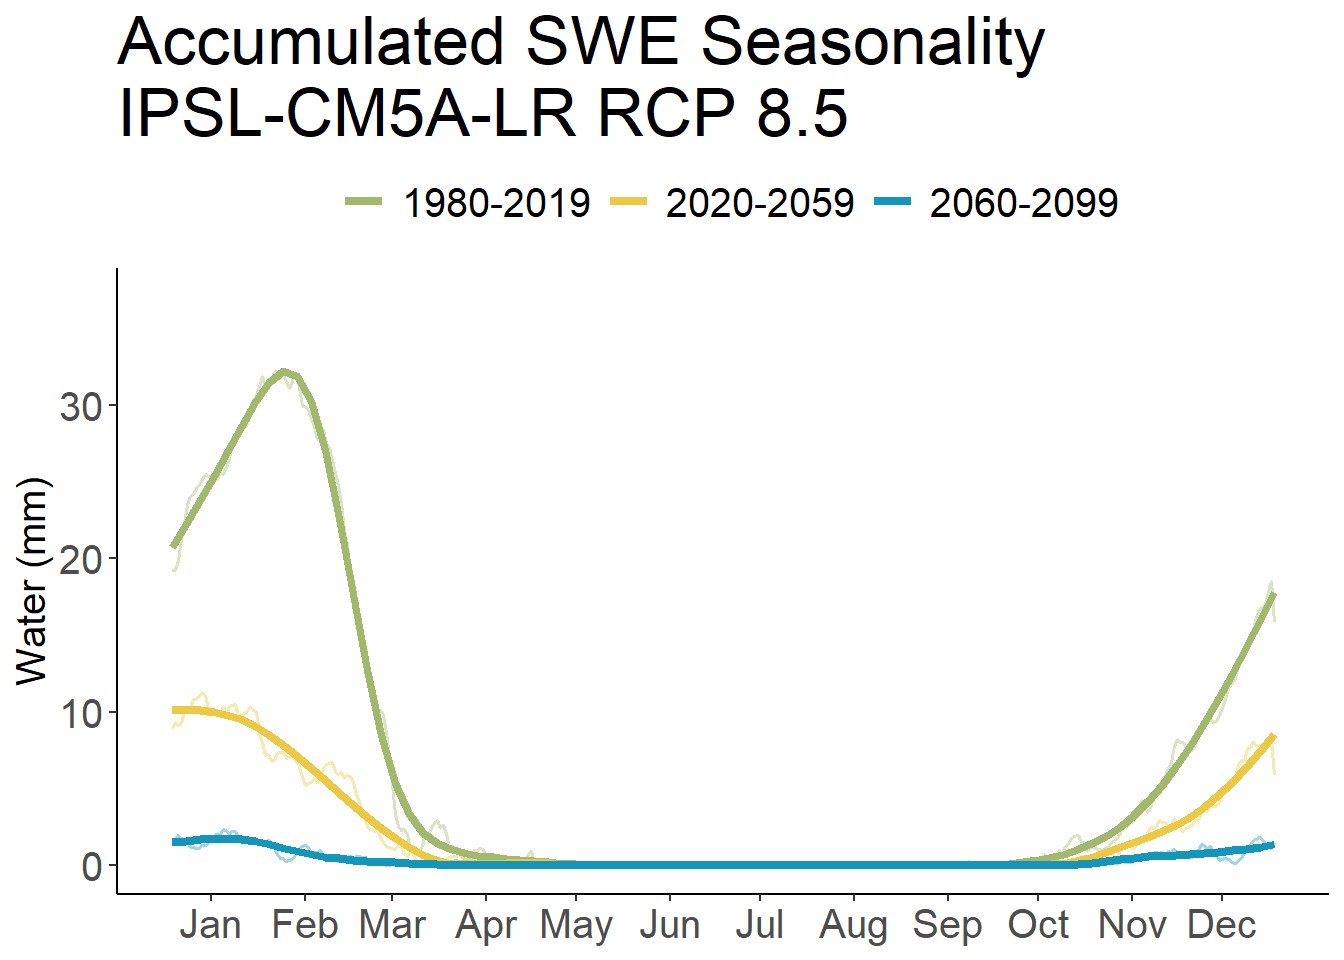 Accumulated SWE Seasonality
IPSL-CM5A-LR RCP 8.5
1980-2019 2020-2059 2060-2099
Water (mm)
30
20
10
0
Jan Feb Mar Apr May Jun Jul Aug Sep Oct Nov Dec